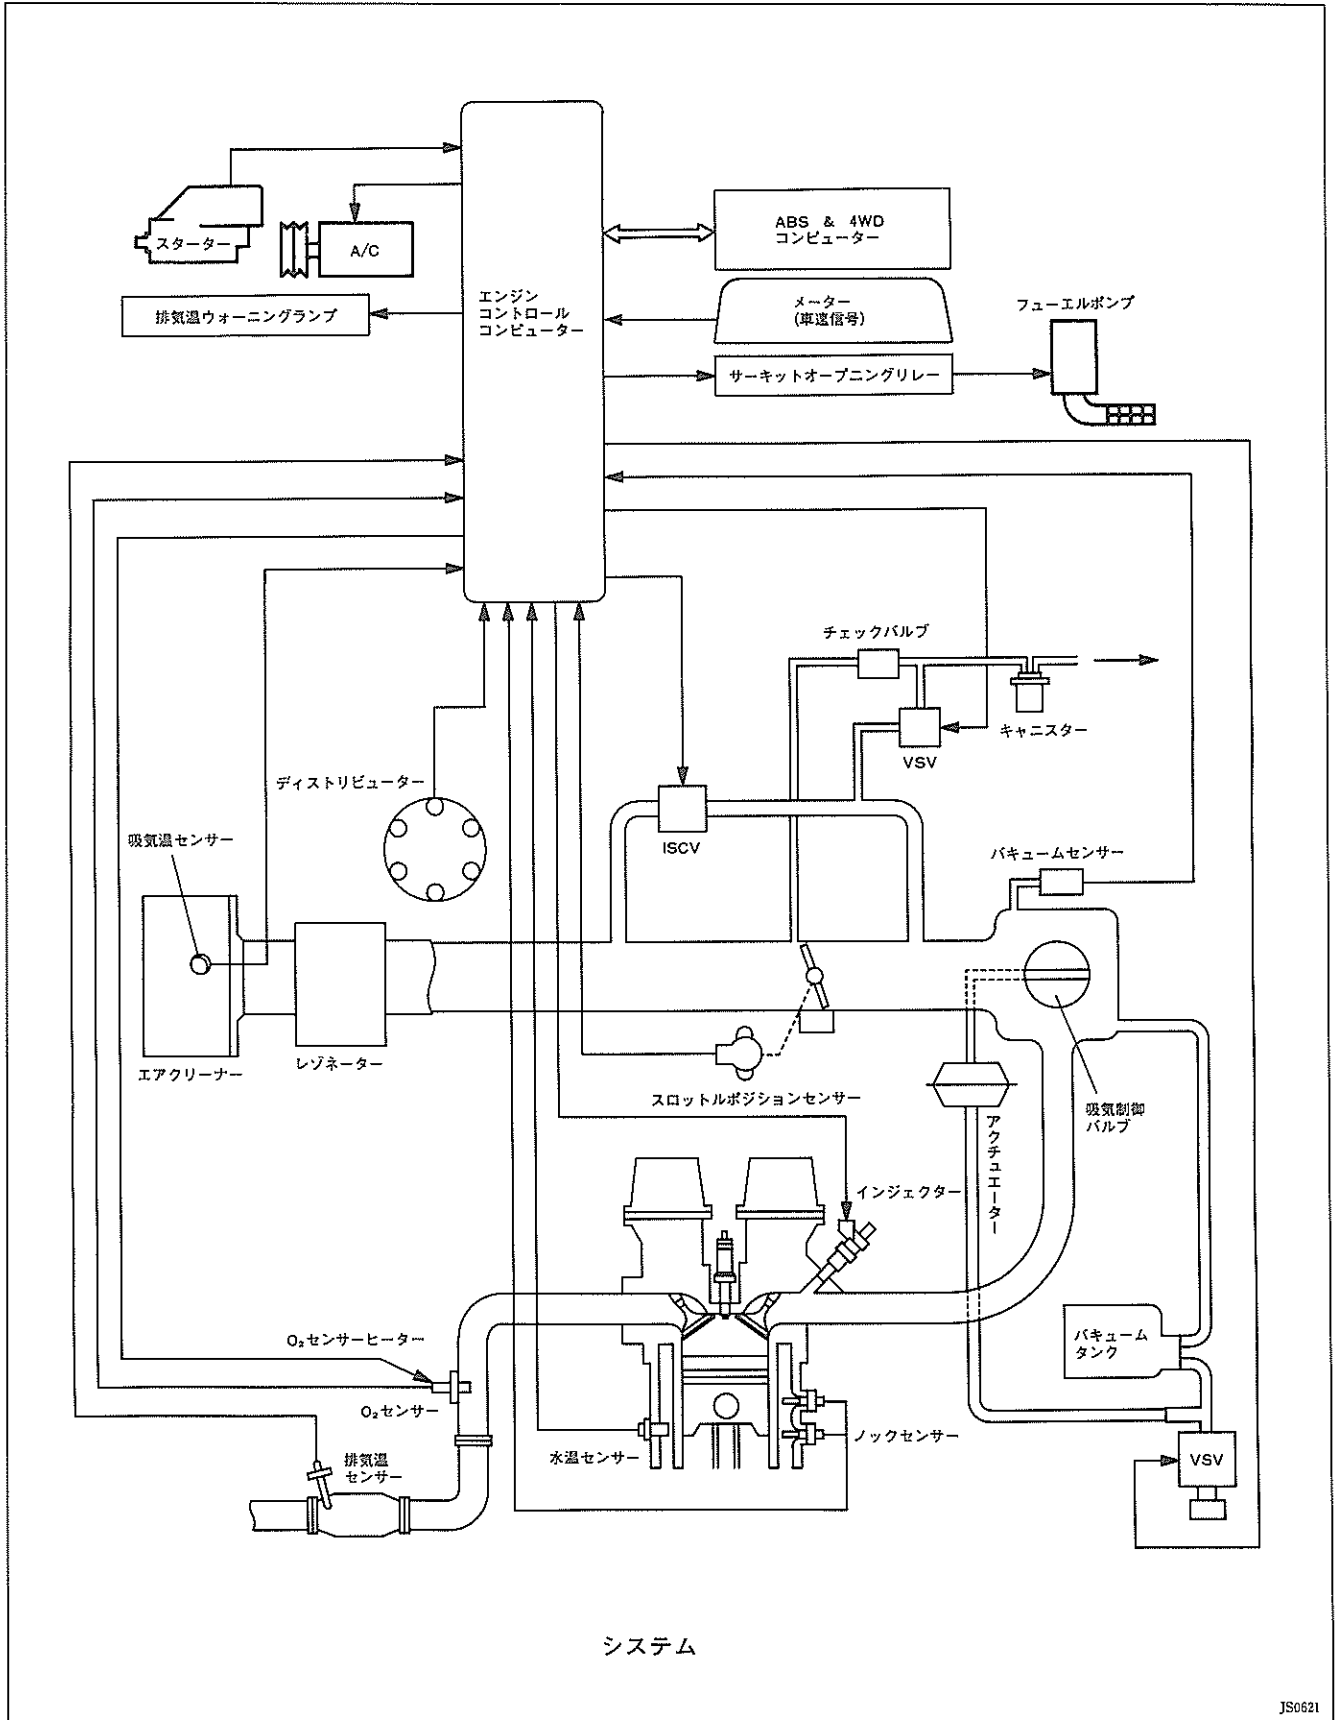 スターター
A/C
ABS & 4WD
コンピューター
エンジン
コントロール
コンピューター
メーター
(車速信号)
排気温ウォーニングランプ
フューエルポンプ
サーキットオープニングリレー
チェックバルブ
キャニスター
VSV
ディストリビューター
吸気温センサー
ISCV
バキュームセンサー
エアクリーナー
レゾネーター
スロットルポジションセンサー
吸気制御
バルブ
アクチュエーター
インジェクター
O₂センサーヒーター
バキューム
タンク
O₂センサー
排気温
センサー
水温センサー
ノックセンサー
VSV
システム
JS0621